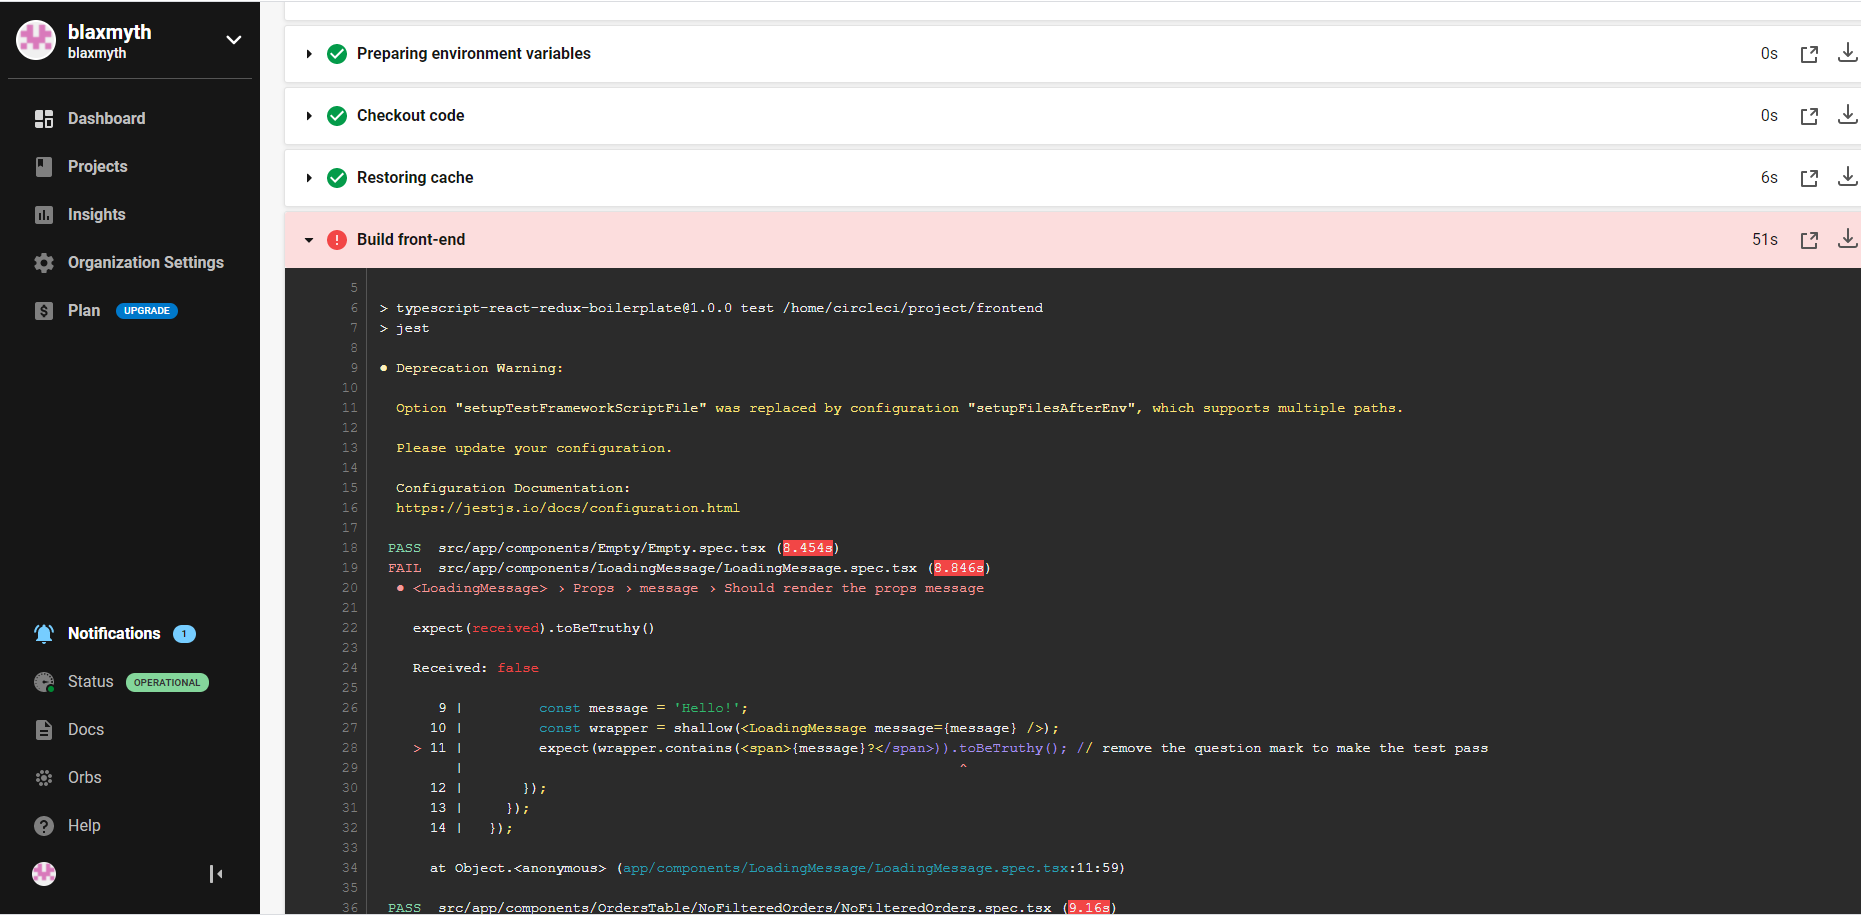 blaxmyth
blaxmyth
Dashboard
Projects
Insights
Organization Settings
Plan UPGRADE
Notifications 1
Status OPERATIONAL
Docs
Orbs
Help
Preparing environment variables 0s
Checkout code 0s
Restoring cache 6s
Build front-end 51s
5
6 > typescript-react-redux-boilerplate@1.0.0 test /home/circleci/project/frontend
7 > jest
8
9 ● Deprecation Warning:
10
11 Option "setupTestFrameworkScriptFile" was replaced by configuration "setupFilesAfterEnv", which supports multiple paths.
12
13 Please update your configuration.
14
15 Configuration Documentation:
16 https://jestjs.io/docs/configuration.html
17
18 PASS src/app/components/Empty/Empty.spec.tsx (8.454s)
19 FAIL src/app/components/LoadingMessage/LoadingMessage.spec.tsx (8.846s)
20 ● <LoadingMessage> › Props › message › Should render the props message
21
22 expect(received).toBeTruthy()
23
24 Received: false
25
26 9 | const message = 'Hello!';
27 10 | const wrapper = shallow(<LoadingMessage message={message} />);
28 > 11 | expect(wrapper.contains(<span>{message}?</span>)).toBeTruthy(); // remove the question mark to make the test pass
29 | ^
30 12 | });
31 13 | });
32 14 | });
33
34 at Object.<anonymous> (app/components/LoadingMessage/LoadingMessage.spec.tsx:11:59)
35
36 PASS src/app/components/OrdersTable/NoFilteredOrders/NoFilteredOrders.spec.tsx (9.16s)